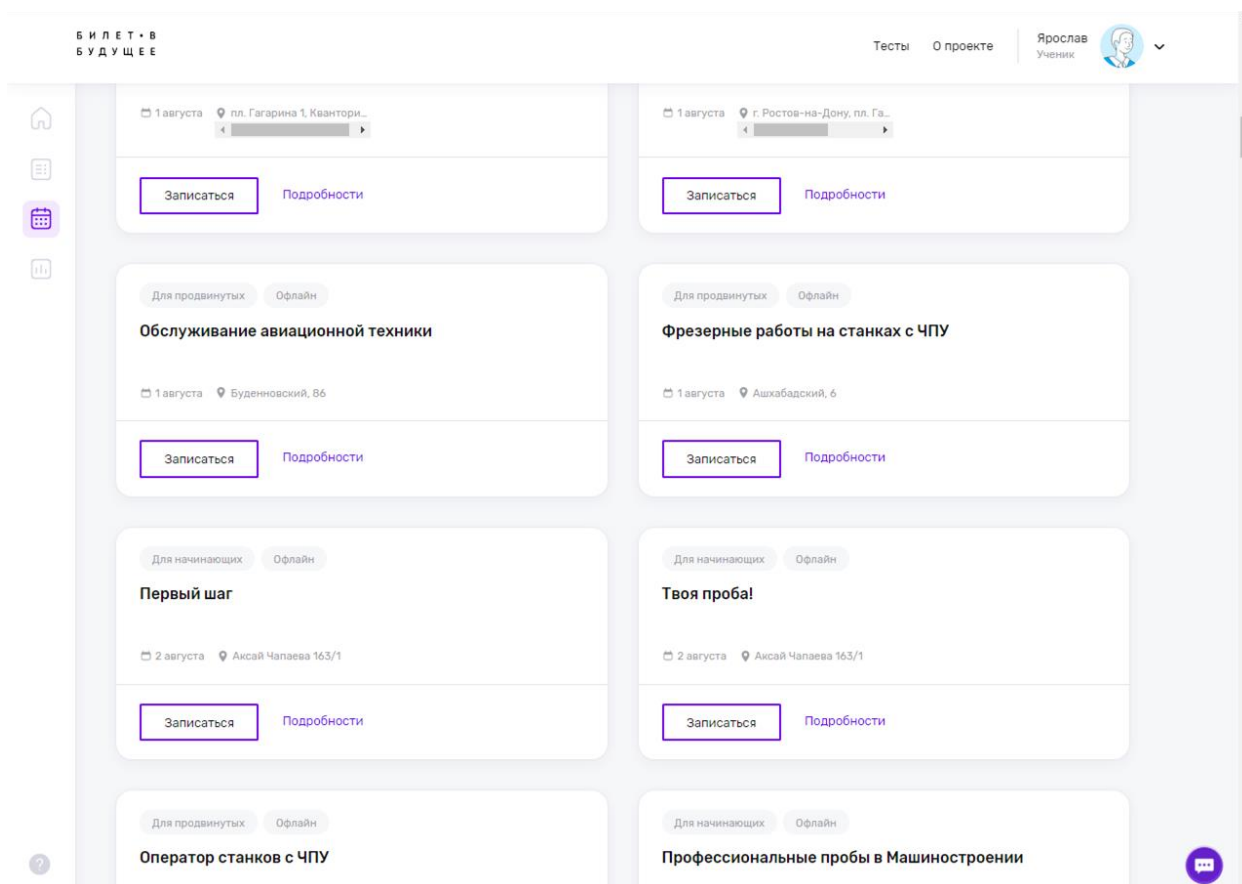 БИЛЕТ•В
БУДУЩЕЕ
Тесты О проекте Ярослав
Ученик
1 августа пл. Гагарина 1, Квантори...
1 августа г. Ростов-на-Дону, пл. Га...
Записаться Подробности
Записаться Подробности
Для продвинутых Офлайн
Обслуживание авиационной техники
1 августа Буденновский, 86
Записаться Подробности
Для продвинутых Офлайн
Фрезерные работы на станках с ЧПУ
1 августа Ашхабадский, 6
Записаться Подробности
Для начинающих Офлайн
Первый шаг
2 августа Аксай Чапаева 163/1
Записаться Подробности
Для начинающих Офлайн
Твоя проба!
2 августа Аксай Чапаева 163/1
Записаться Подробности
Для продвинутых Офлайн
Оператор станков с ЧПУ
Для начинающих Офлайн
Профессиональные пробы в Машиностроении
?